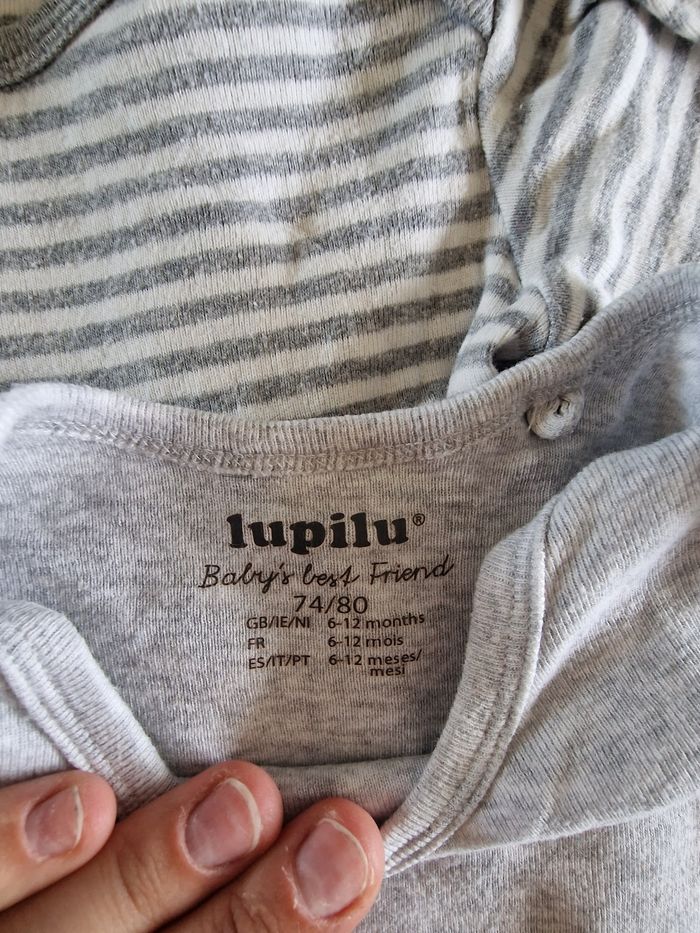 lupilu®
Baby's best Friend
74/80
GB/IE/NI 6-12 months
FR 6-12 mois
ES/IT/PT 6-12 meses/
mesi